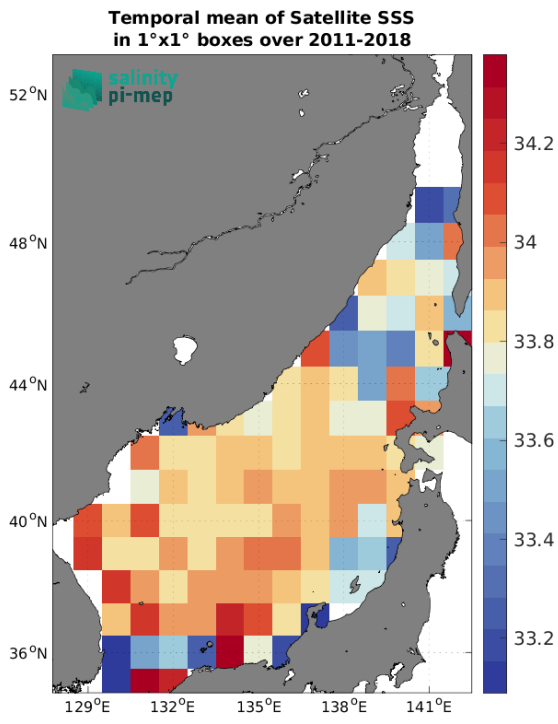 Temporal mean of Satellite SSS
in 1°x1° boxes over 2011-2018
salinity
pi-mep
52°N
48°N
44°N
40°N
36°N
129°E
132°E
135°E
138°E
141°E
34.2
34
33.8
33.6
33.4
33.2